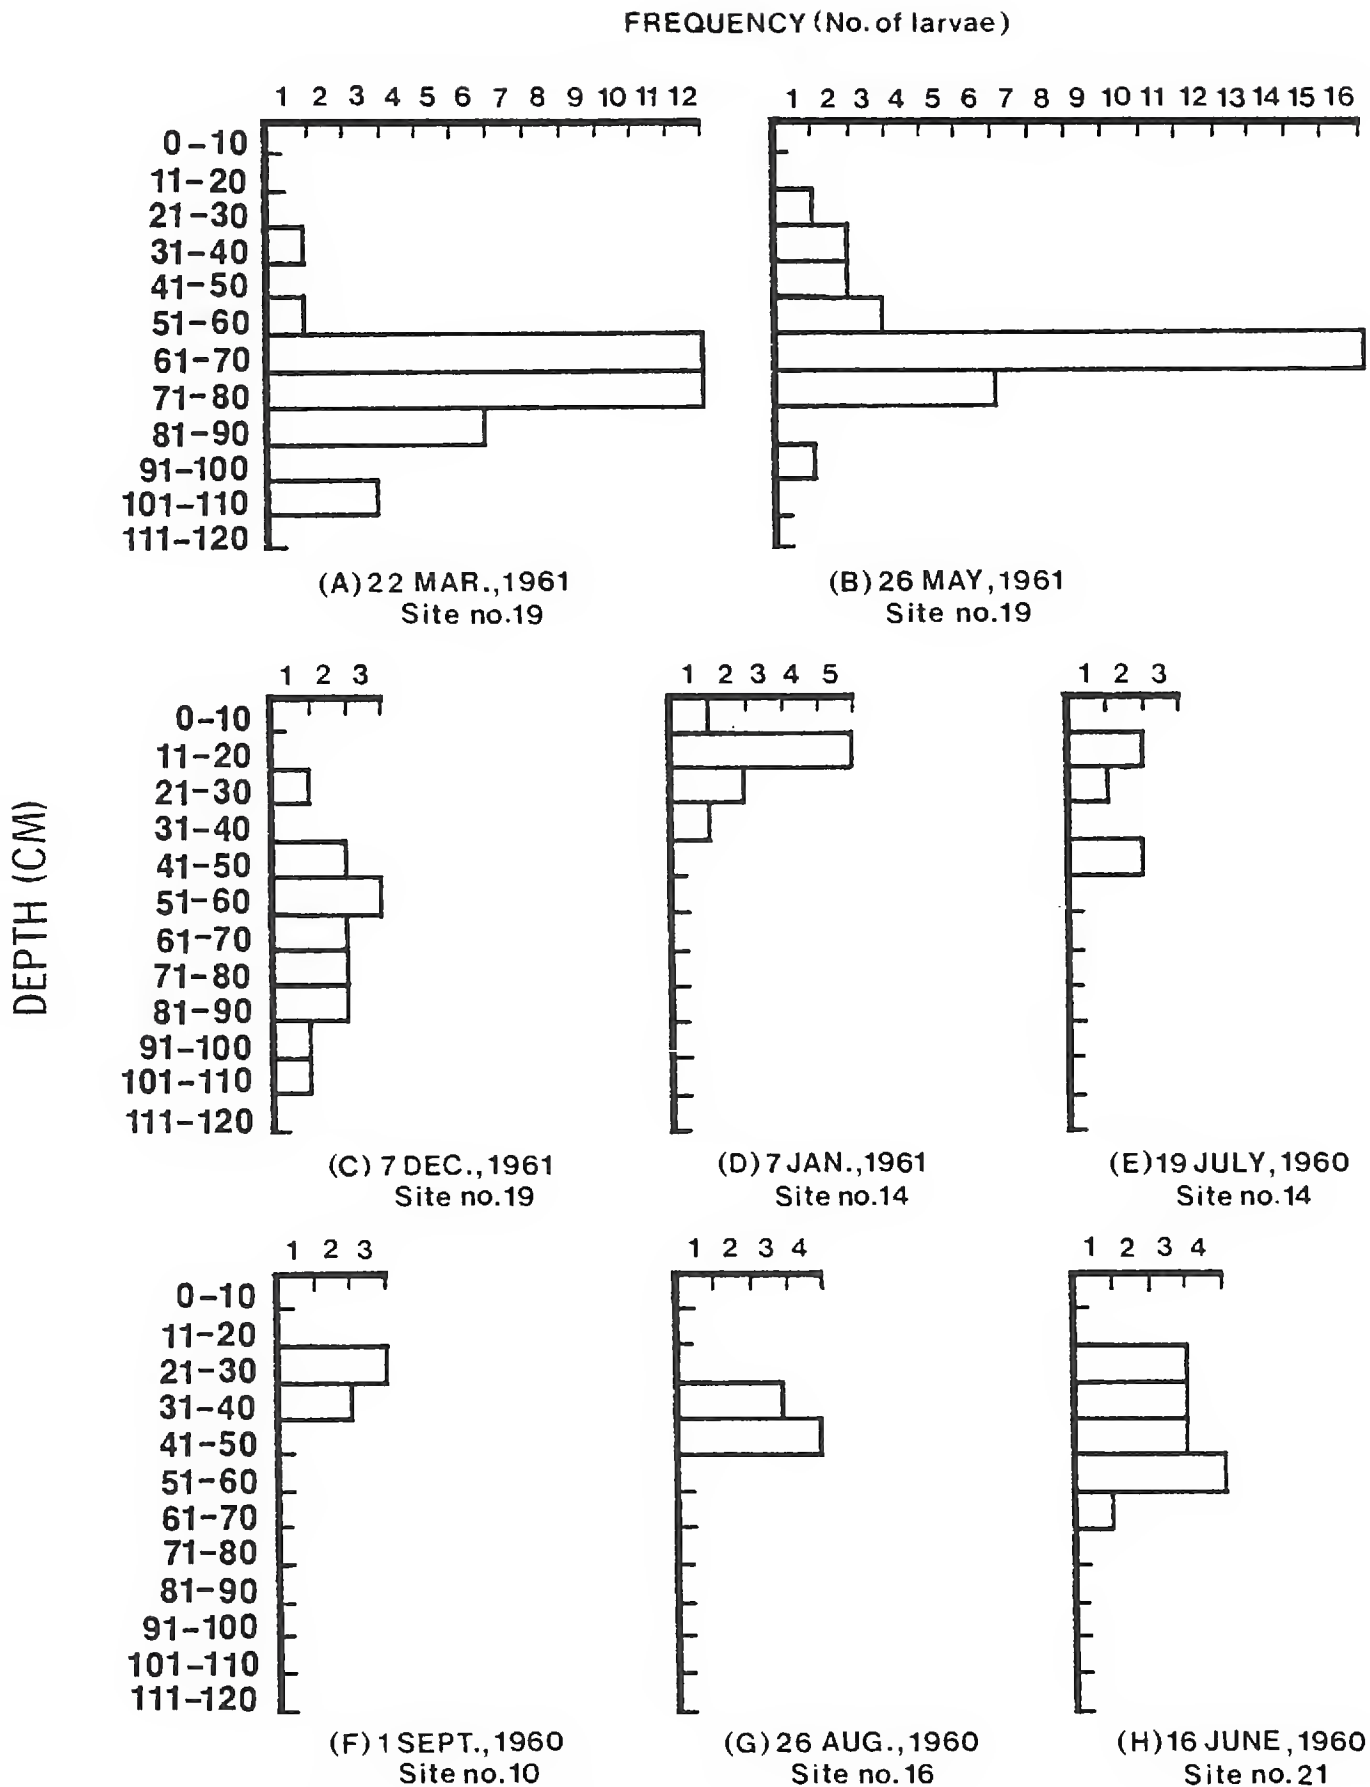 FREQUENCY (No. of larvae)
1 2 3 4 5 6 7 8 9 10 11 12
1 2 3 4 5 6 7 8 9 10 11 12 13 14 15 16
0-10
11-20
21-30
31-40
41-50
51-60
61-70
71-80
81-90
91-100
101-110
111-120
(A) 22 MAR., 1961
Site no. 19
(B) 26 MAY, 1961
Site no. 19
DEPTH (CM)
1 2 3
1 2 3 4 5
1 2 3
0-10
11-20
21-30
31-40
41-50
51-60
61-70
71-80
81-90
91-100
101-110
111-120
(C) 7 DEC., 1961
Site no. 19
(D) 7 JAN., 1961
Site no. 14
(E) 19 JULY, 1960
Site no. 14
1 2 3
1 2 3 4
1 2 3 4
0-10
11-20
21-30
31-40
41-50
51-60
61-70
71-80
81-90
91-100
101-110
111-120
(F) 1 SEPT., 1960
Site no. 10
(G) 26 AUG., 1960
Site no. 16
(H) 16 JUNE, 1960
Site no. 21